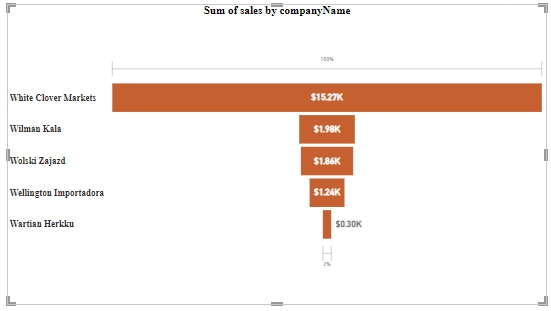 Sum of sales by companyName
100%
White Clover Markets $15.27K
Wilman Kala $1.98K
Wolski Zajazd $1.86K
Wellington Importadora $1.24K
Wartian Herkku $0.30K
2%